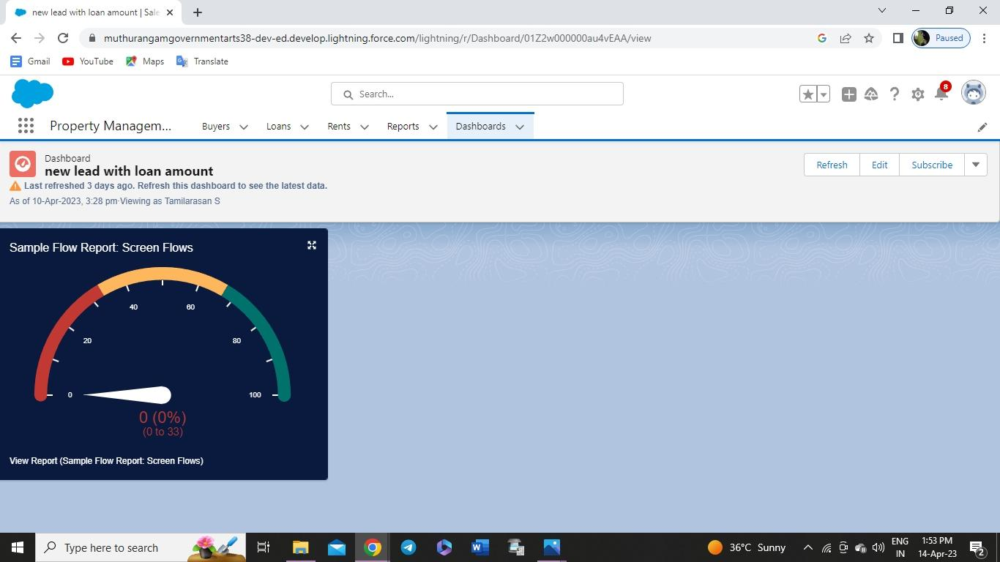 new lead with loan amount | Sale
muthurangamgovernmentarts38-dev-ed.develop.lightning.force.com/lightning/r/Dashboard/01Z2w000000au4vEAA/view
Paused
Gmail YouTube Maps Translate
Search...
8
Property Managem... Buyers Loans Rents Reports Dashboards
Dashboard
new lead with loan amount
Last refreshed 3 days ago. Refresh this dashboard to see the latest data.
As of 10-Apr-2023, 3:28 pm·Viewing as Tamilarasan S
Refresh Edit Subscribe
Sample Flow Report: Screen Flows
40 60
20 80
0 100
0 (0%)
(0 to 33)
View Report (Sample Flow Report: Screen Flows)
Type here to search
36°C Sunny
ENG
IN
1:53 PM
14-Apr-23
2